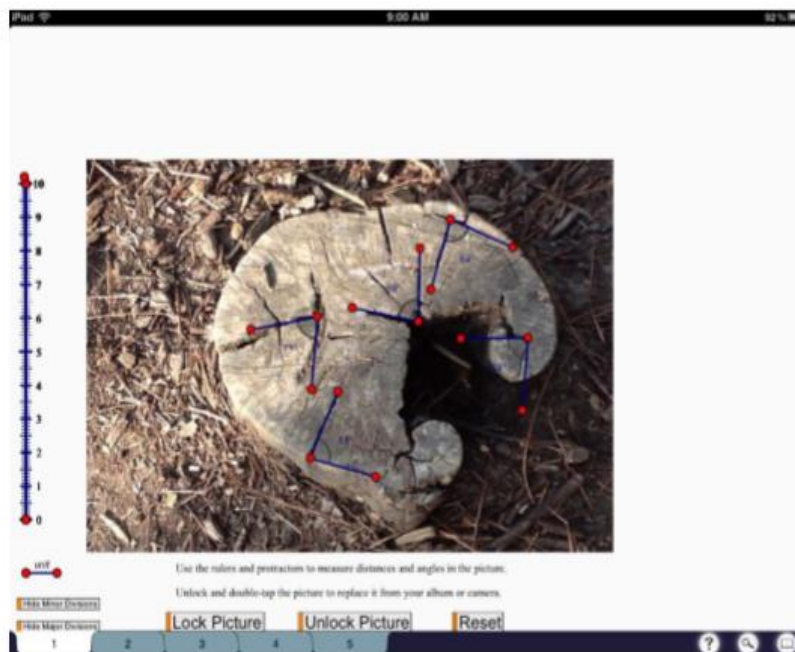 iPad 9:00 AM 92%
10
9
8
7
6
5
4
3
2
1
0
unit
Use the rulers and protractors to measure distances and angles in the picture.
Unlock and double-tap the picture to replace it from your album or camera.
Hide Minor Divisions
Hide Major Divisions
Lock Picture Unlock Picture Reset
1 2 3 4 5 ?